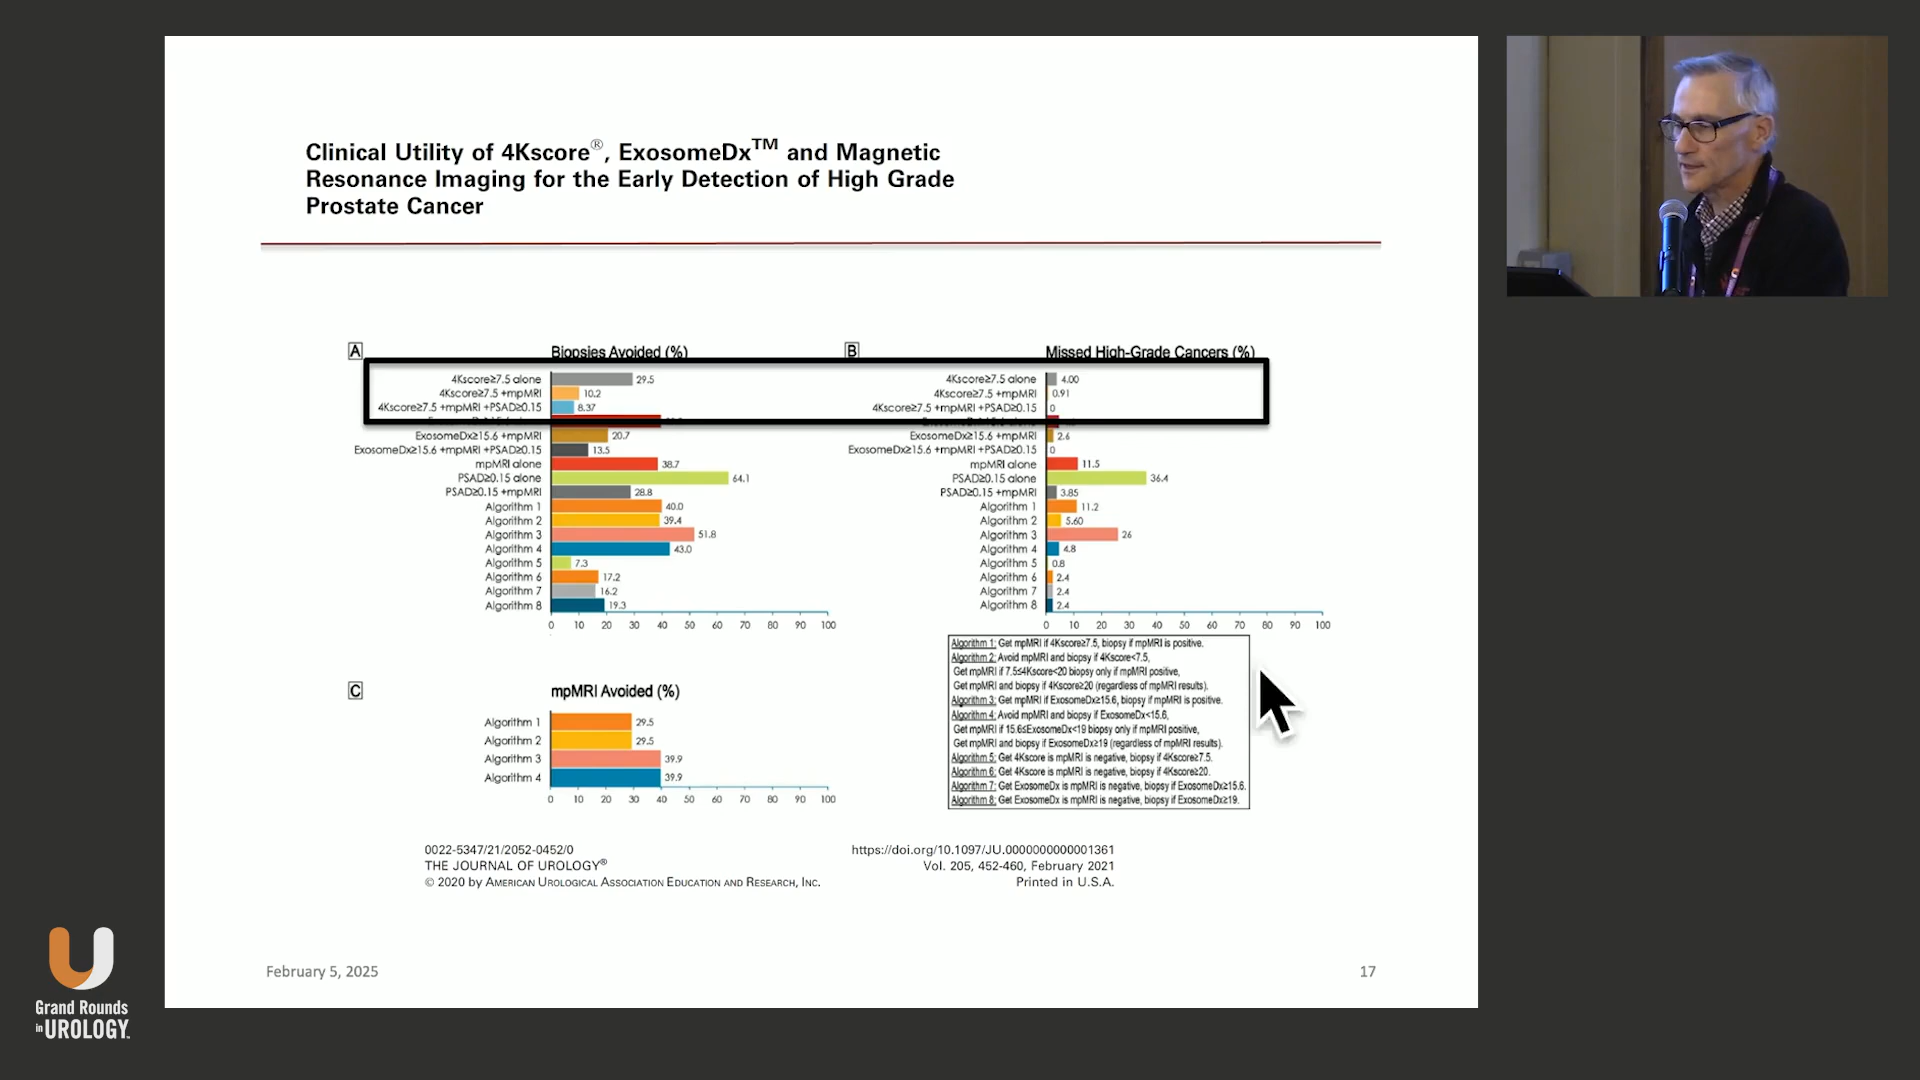 Clinical Utility of 4Kscore®, ExosomeDx™ and Magnetic
Resonance Imaging for the Early Detection of High Grade
Prostate Cancer
A
Biopsies Avoided (%)
4Kscore≥7.5 alone 29.5
4Kscore≥7.5 +mpMRI 10.2
4Kscore≥7.5 +mpMRI +PSAD≥0.15 8.37
ExosomeDx≥15.6 +mpMRI 20.7
ExosomeDx≥15.6 +mpMRI +PSAD≥0.15 13.5
mpMRI alone 38.7
PSAD≥0.15 alone 64.1
PSAD≥0.15 +mpMRI 28.8
Algorithm 1 40.0
Algorithm 2 39.4
Algorithm 3 51.8
Algorithm 4 43.0
Algorithm 5 7.3
Algorithm 6 17.2
Algorithm 7 16.2
Algorithm 8 19.3
0 10 20 30 40 50 60 70 80 90 100
B
Missed High-Grade Cancers (%)
4Kscore≥7.5 alone 4.00
4Kscore≥7.5 +mpMRI 0.91
4Kscore≥7.5 +mpMRI +PSAD≥0.15 0
ExosomeDx≥15.6 +mpMRI 2.6
ExosomeDx≥15.6 +mpMRI +PSAD≥0.15 0
mpMRI alone 11.5
PSAD≥0.15 alone 36.4
PSAD≥0.15 +mpMRI 3.85
Algorithm 1 11.2
Algorithm 2 5.60
Algorithm 3 26
Algorithm 4 4.8
Algorithm 5 0.8
Algorithm 6 2.4
Algorithm 7 2.4
Algorithm 8 2.4
0 10 20 30 40 50 60 70 80 90 100
Algorithm 1: Get mpMRI if 4Kscore≥7.5, biopsy if mpMRI is positive.
Algorithm 2: Avoid mpMRI and biopsy if 4Kscore<7.5,
Get mpMRI if 7.5≤4Kscore<20 biopsy only if mpMRI positive,
Get mpMRI and biopsy if 4Kscore≥20 (regardless of mpMRI results).
Algorithm 3: Get mpMRI if ExosomeDx≥15.6, biopsy if mpMRI is positive.
Algorithm 4: Avoid mpMRI and biopsy if ExosomeDx<15.6,
Get mpMRI if 15.6≤ExosomeDx<19 biopsy only if mpMRI positive,
Get mpMRI and biopsy if ExosomeDx≥19 (regardless of mpMRI results).
Algorithm 5: Get 4Kscore is mpMRI is negative, biopsy if 4Kscore≥7.5.
Algorithm 6: Get 4Kscore is mpMRI is negative, biopsy if 4Kscore≥20.
Algorithm 7: Get ExosomeDx is mpMRI is negative, biopsy if ExosomeDx≥15.6.
Algorithm 8: Get ExosomeDx is mpMRI is negative, biopsy if ExosomeDx≥19.
C
mpMRI Avoided (%)
Algorithm 1 29.5
Algorithm 2 29.5
Algorithm 3 39.9
Algorithm 4 39.9
0 10 20 30 40 50 60 70 80 90 100
0022-5347/21/2052-0452/0
THE JOURNAL OF UROLOGY®
© 2020 by American Urological Association Education and Research, Inc.
https://doi.org/10.1097/JU.0000000000001361
Vol. 205, 452-460, February 2021
Printed in U.S.A.
February 5, 2025
17
Grand Rounds
in UROLOGY™